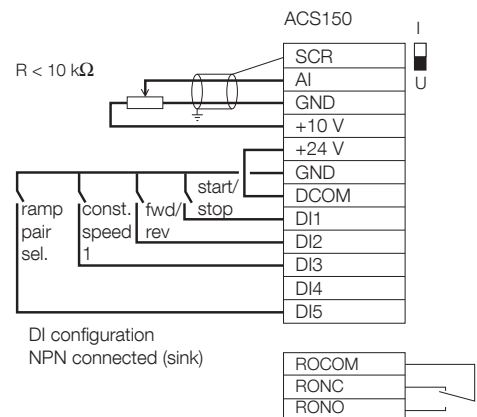 ACS150
I
U
R < 10 kΩ
SCR
AI
GND
+10 V
+24 V
GND
DCOM
DI1
DI2
DI3
DI4
DI5
ramp
pair
sel.
const.
speed
1
fwd/
rev
start/
stop
DI configuration
NPN connected (sink)
ROCOM
RONC
RONO